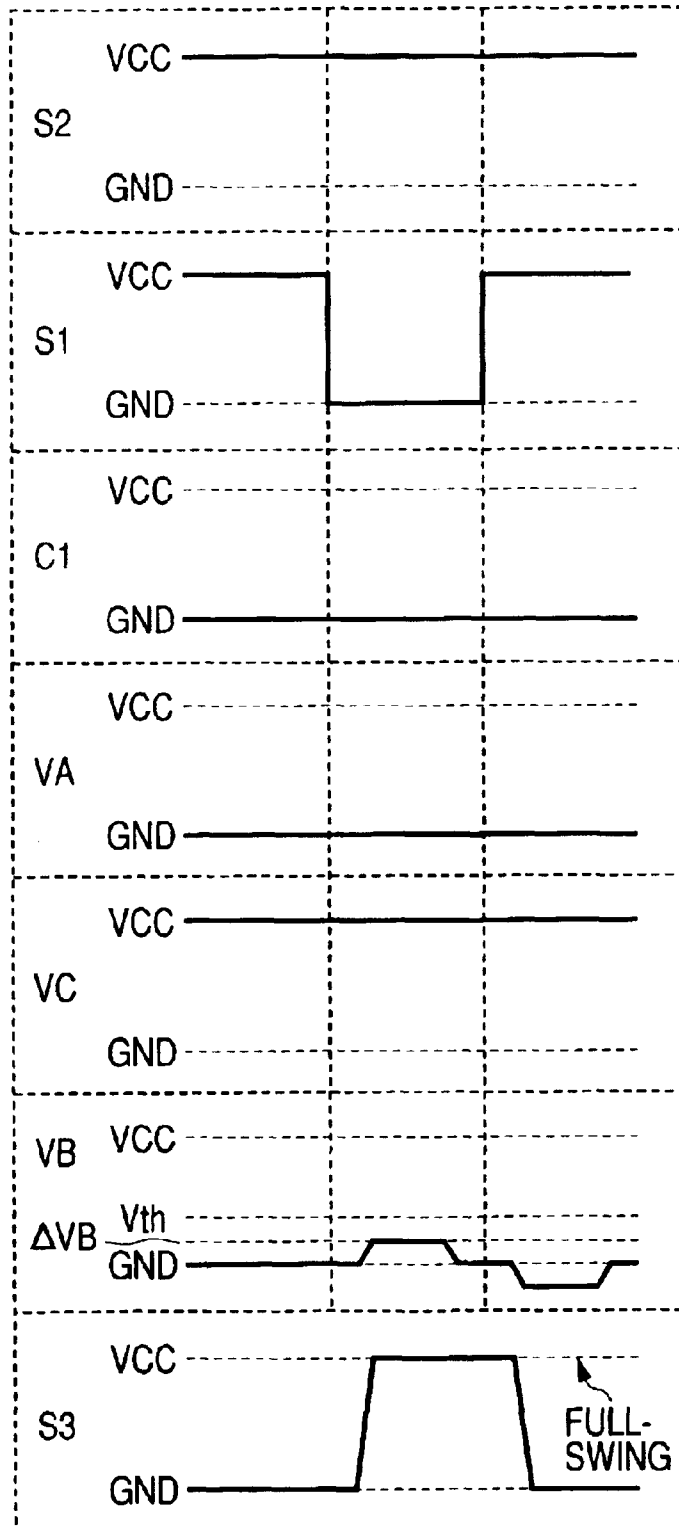 VCC
S2
GND
VCC
S1
GND
VCC
C1
GND
VCC
VA
GND
VCC
VC
GND
VB VCC
Vth
ΔVB
GND
VCC
S3
FULL-
SWING
GND